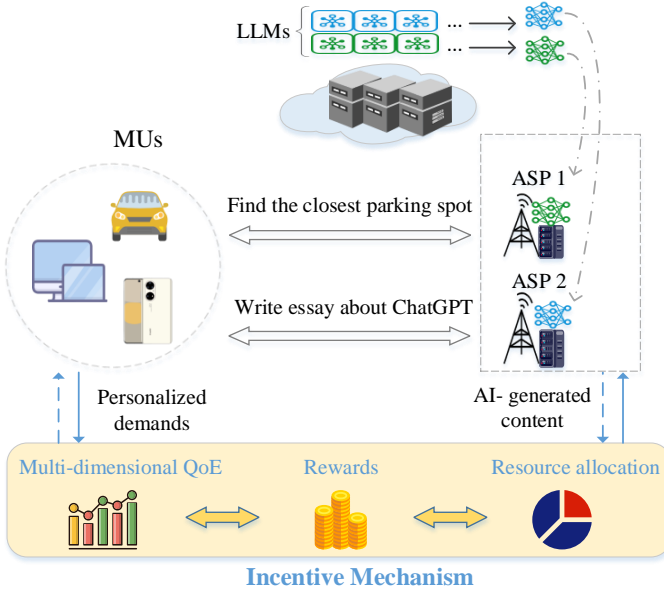 LLMs
...
...
MUs
ASP 1
Find the closest parking spot
ASP 2
Write essay about ChatGPT
Personalized
demands
AI- generated
content
Multi-dimensional QoE
Rewards
Resource allocation
Incentive Mechanism